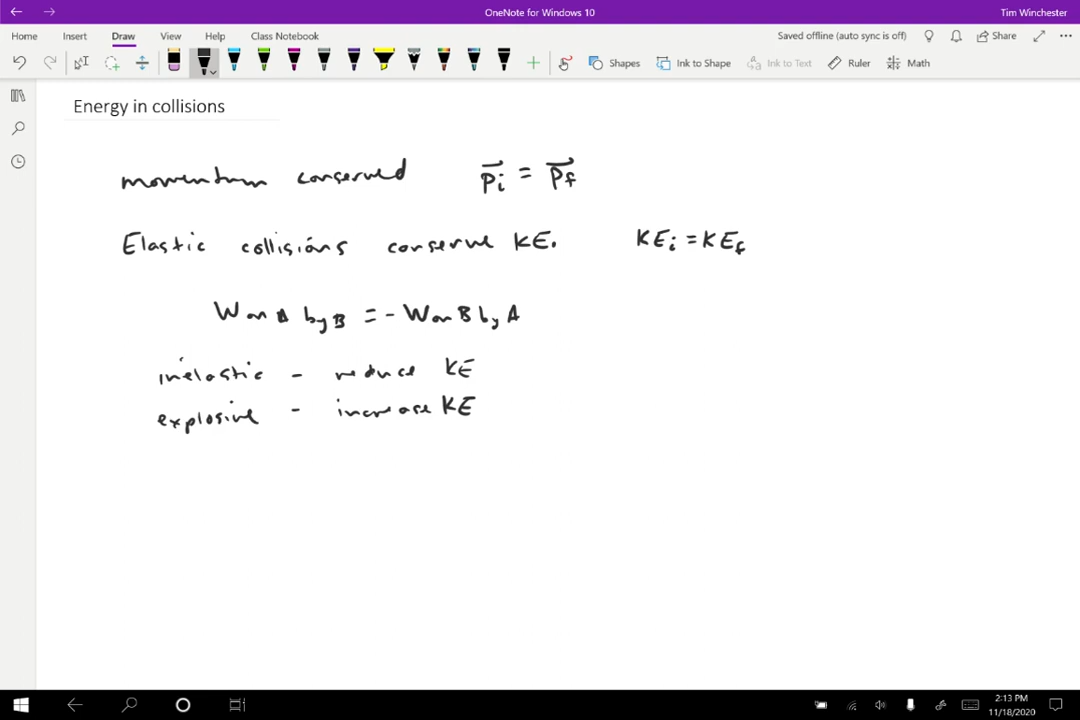 OneNote for Windows 10
Tim Winchester
Home Insert Draw View Help Class Notebook
Saved offline (auto sync is off) Share
Shapes Ink to Shape Ink to Text Ruler Math
Energy in collisions
momentum conserved pi = pf
Elastic collisions conserve KE. KEi = KEf
W on A by B = - W on B by A
inelastic - reduce KE
explosive - increase KE
2:13 PM
11/18/2020